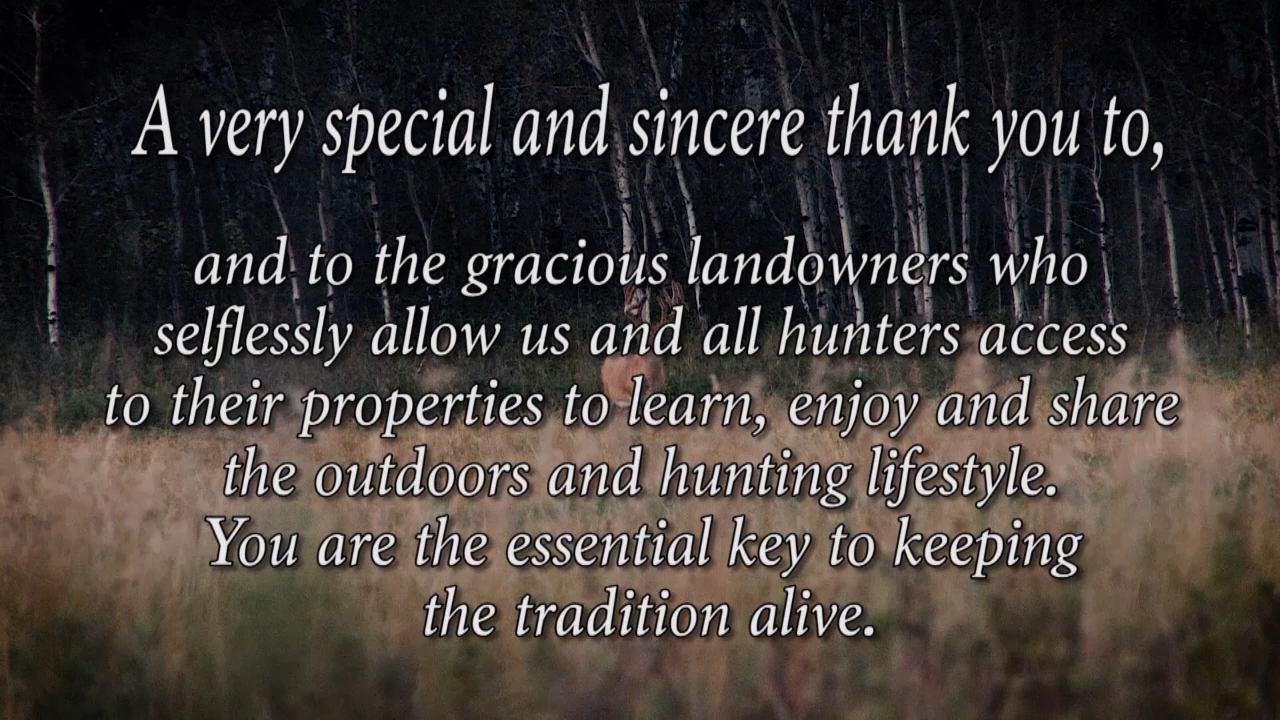 A very special and sincere thank you to,
and to the gracious landowners who
selflessly allow us and all hunters access
to their properties to learn, enjoy and share
the outdoors and hunting lifestyle.
You are the essential key to keeping
the tradition alive.